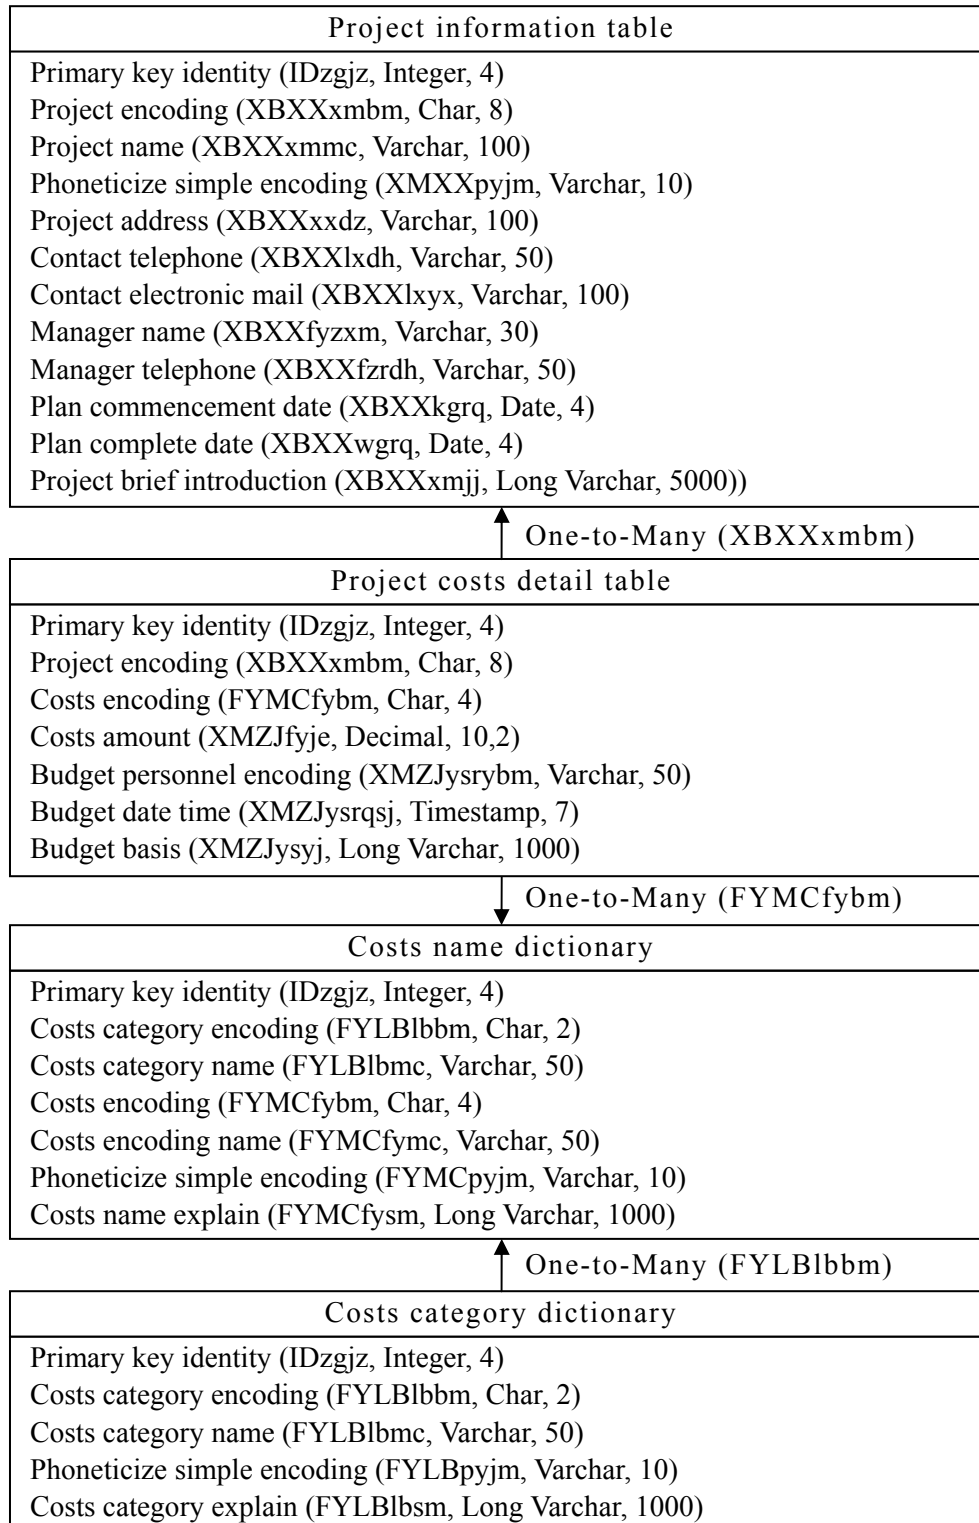 Project information table
Primary key identity (IDzgjz, Integer, 4)
Project encoding (XBXXxmbm, Char, 8)
Project name (XBXXxmmc, Varchar, 100)
Phoneticize simple encoding (XMXXpyjm, Varchar, 10)
Project address (XBXXxxdz, Varchar, 100)
Contact telephone (XBXXlxdh, Varchar, 50)
Contact electronic mail (XBXXlxyx, Varchar, 100)
Manager name (XBXXfyzxm, Varchar, 30)
Manager telephone (XBXXfzrdh, Varchar, 50)
Plan commencement date (XBXXkgrq, Date, 4)
Plan complete date (XBXXwgrq, Date, 4)
Project brief introduction (XBXXxmjj, Long Varchar, 5000))
One-to-Many (XBXXxmbm)
Project costs detail table
Primary key identity (IDzgjz, Integer, 4)
Project encoding (XBXXxmbm, Char, 8)
Costs encoding (FYMCfybm, Char, 4)
Costs amount (XMZJfyje, Decimal, 10,2)
Budget personnel encoding (XMZJysrybm, Varchar, 50)
Budget date time (XMZJysrqsj, Timestamp, 7)
Budget basis (XMZJysyj, Long Varchar, 1000)
One-to-Many (FYMCfybm)
Costs name dictionary
Primary key identity (IDzgjz, Integer, 4)
Costs category encoding (FYLBlbbm, Char, 2)
Costs category name (FYLBlbmc, Varchar, 50)
Costs encoding (FYMCfybm, Char, 4)
Costs encoding name (FYMCfymc, Varchar, 50)
Phoneticize simple encoding (FYMCpyjm, Varchar, 10)
Costs name explain (FYMCfysm, Long Varchar, 1000)
One-to-Many (FYLBlbbm)
Costs category dictionary
Primary key identity (IDzgjz, Integer, 4)
Costs category encoding (FYLBlbbm, Char, 2)
Costs category name (FYLBlbmc, Varchar, 50)
Phoneticize simple encoding (FYLBpyjm, Varchar, 10)
Costs category explain (FYLBlbsm, Long Varchar, 1000)